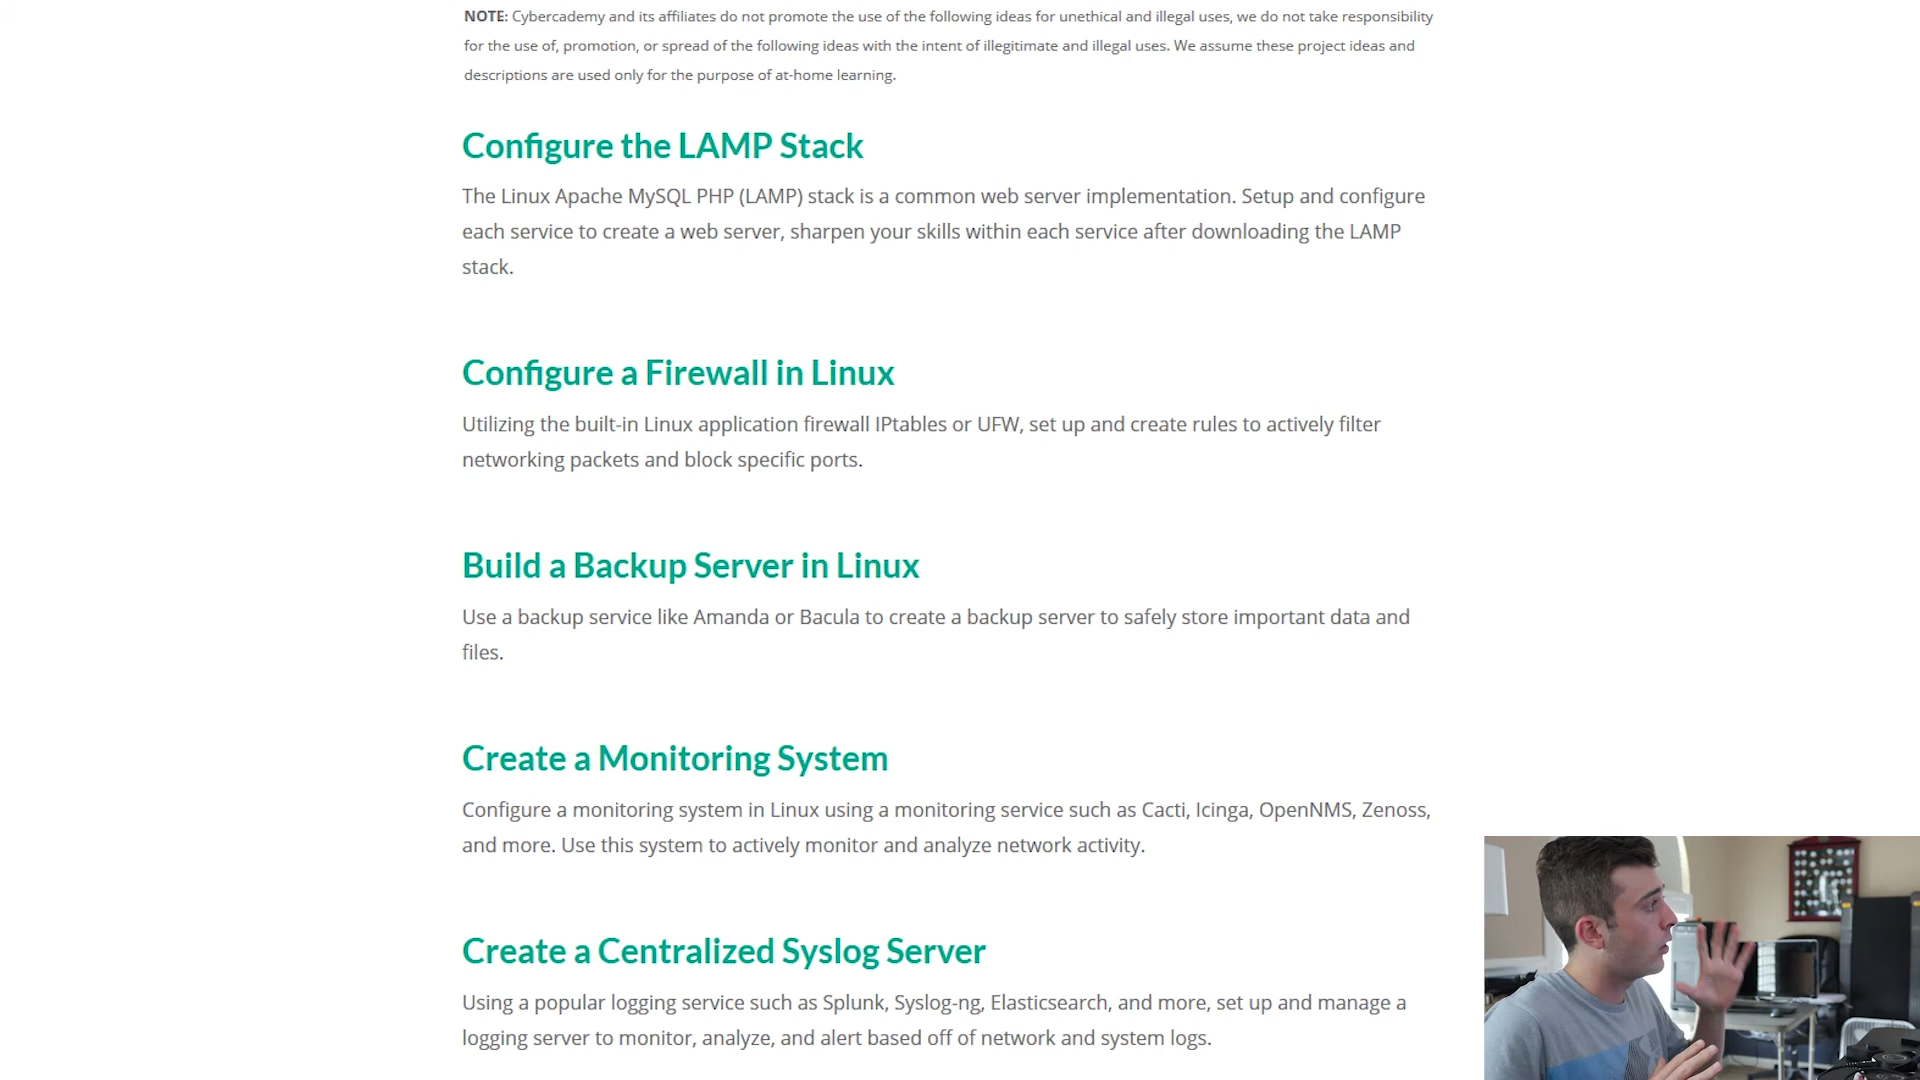 NOTE: Cybercademy and its affiliates do not promote the use of the following ideas for unethical and illegal uses, we do not take responsibility
for the use of, promotion, or spread of the following ideas with the intent of illegitimate and illegal uses. We assume these project ideas and
descriptions are used only for the purpose of at-home learning.
Configure the LAMP Stack
The Linux Apache MySQL PHP (LAMP) stack is a common web server implementation. Setup and configure
each service to create a web server, sharpen your skills within each service after downloading the LAMP
stack.
Configure a Firewall in Linux
Utilizing the built-in Linux application firewall IPtables or UFW, set up and create rules to actively filter
networking packets and block specific ports.
Build a Backup Server in Linux
Use a backup service like Amanda or Bacula to create a backup server to safely store important data and
files.
Create a Monitoring System
Configure a monitoring system in Linux using a monitoring service such as Cacti, Icinga, OpenNMS, Zenoss,
and more. Use this system to actively monitor and analyze network activity.
Create a Centralized Syslog Server
Using a popular logging service such as Splunk, Syslog-ng, Elasticsearch, and more, set up and manage a
logging server to monitor, analyze, and alert based off of network and system logs.